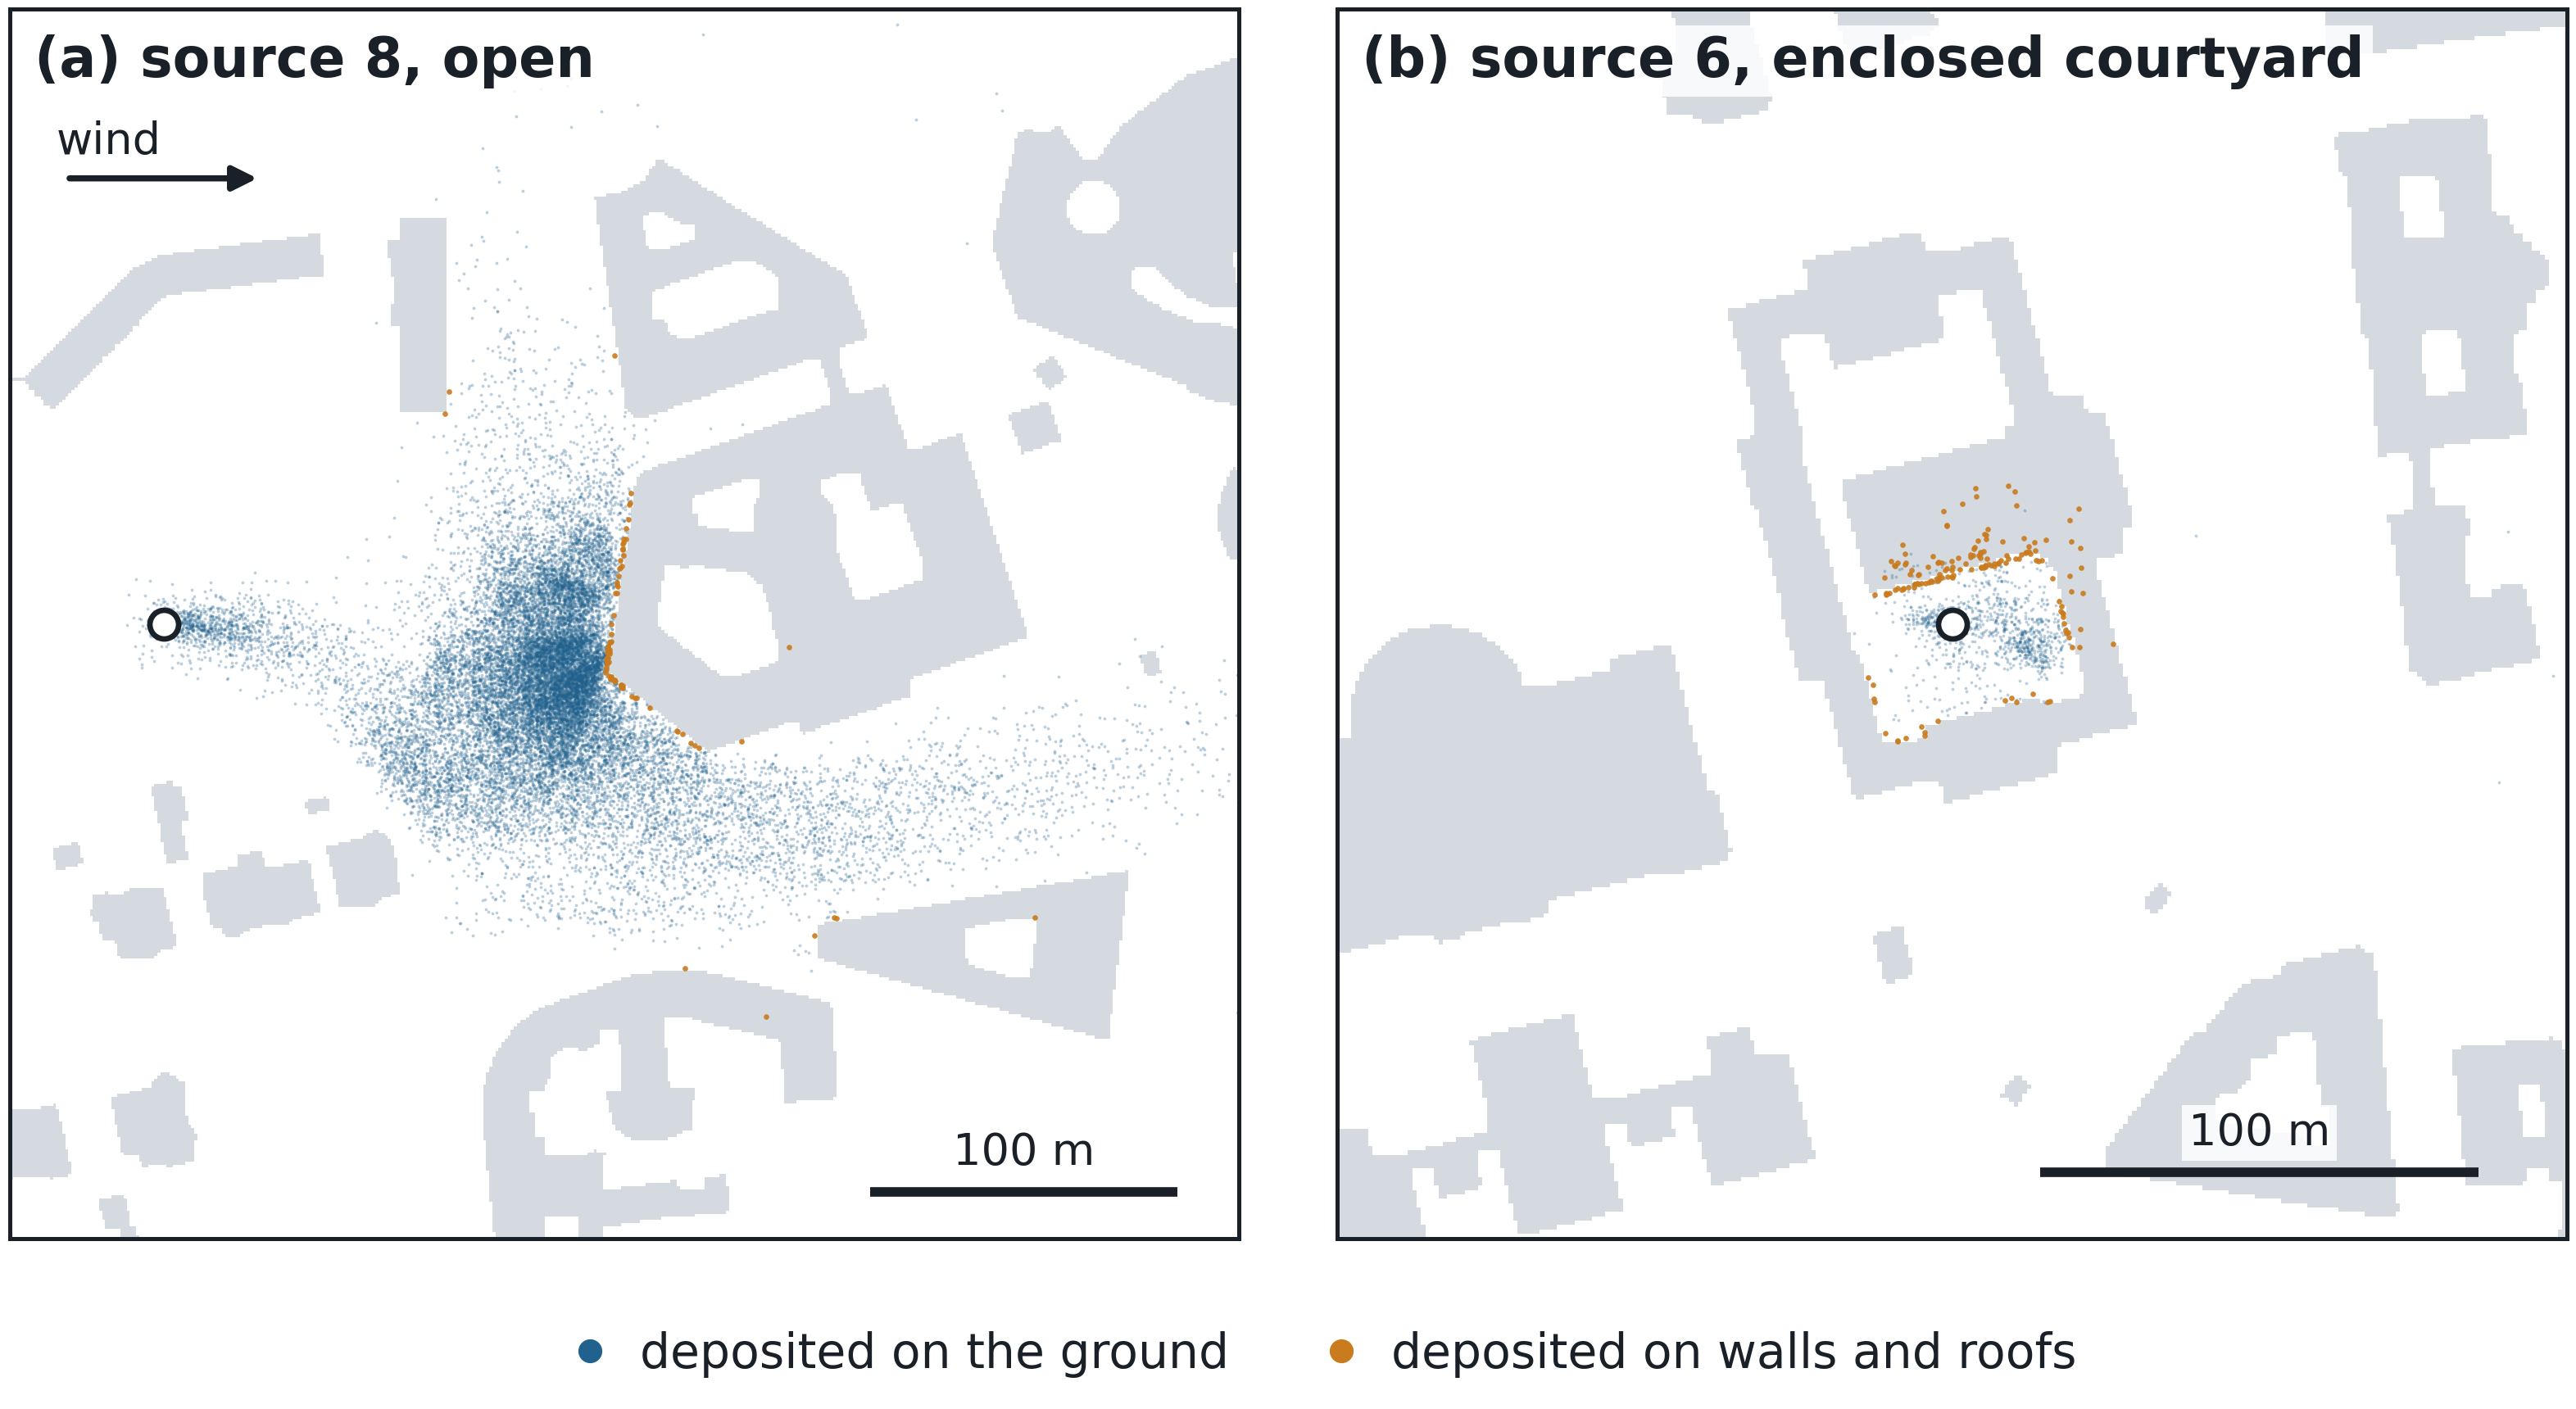 (a) source 8, open
wind
100 m
(b) source 6, enclosed courtyard
100 m
deposited on the ground
deposited on walls and roofs